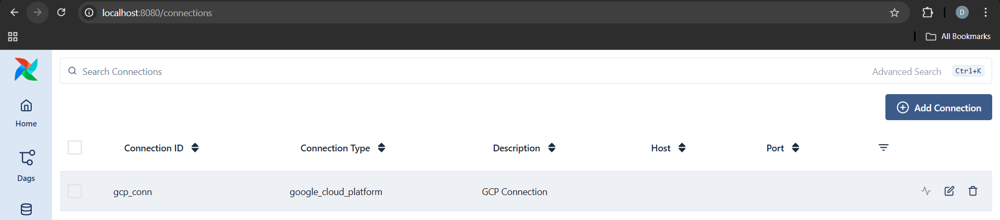 localhost:8080/connections
D
All Bookmarks
Search Connections
Advanced Search
Ctrl+K
Home
Add Connection
Connection ID
Connection Type
Description
Host
Port
Dags
gcp_conn
google_cloud_platform
GCP Connection